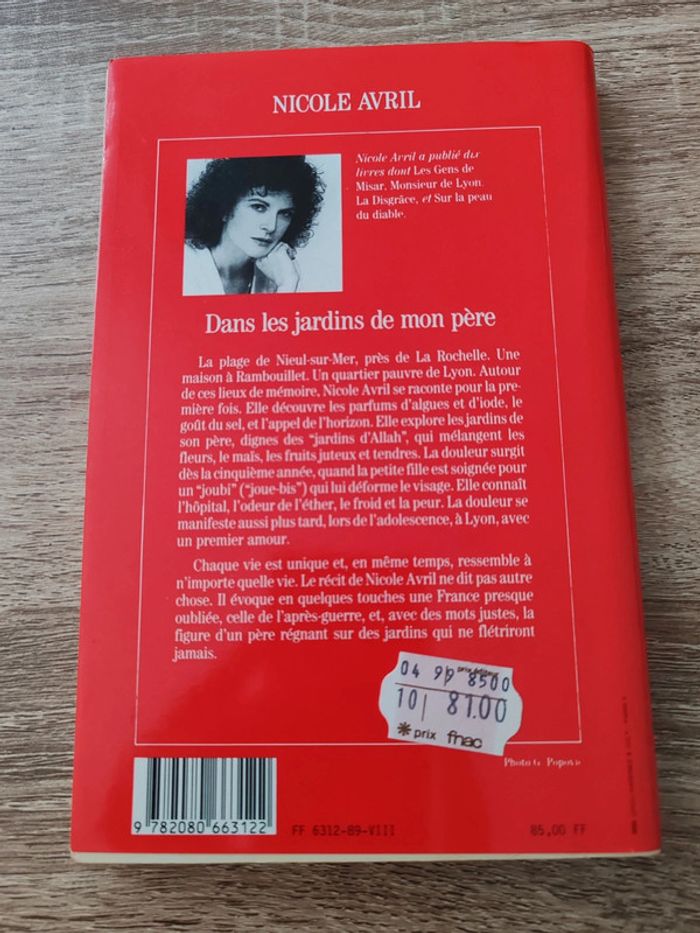 NICOLE AVRIL
Nicole Avril a publié dix
livres dont Les Gens de
Misar, Monsieur de Lyon,
La Disgrâce, et Sur la peau
du diable.
Dans les jardins de mon père
La plage de Nieul-sur-Mer, près de La Rochelle. Une
maison à Rambouillet. Un quartier pauvre de Lyon. Autour
de ces lieux de mémoire, Nicole Avril se raconte pour la pre-
mière fois. Elle découvre les parfums d'algues et d'iode, le
goût du sel, et l'appel de l'horizon. Elle explore les jardins de
son père, dignes des "jardins d'Allah", qui mélangent les
fleurs, le maïs, les fruits juteux et tendres. La douleur surgit
dès la cinquième année, quand la petite fille est soignée pour
un "joubi" ("joue-bis") qui lui déforme le visage. Elle connaît
l'hôpital, l'odeur de l'éther, le froid et la peur. La douleur se
manifeste aussi plus tard, lors de l'adolescence, à Lyon, avec
un premier amour.
Chaque vie est unique et, en même temps, ressemble à
n'importe quelle vie. Le récit de Nicole Avril ne dit pas autre
chose. Il évoque en quelques touches une France presque
oubliée, celle de l'après-guerre, et, avec des mots justes, la
figure d'un père régnant sur des jardins qui ne flétriront
jamais.
04 99 8500
10 81.00
prix fnac
Photo G. Popovic
9 782080 663122
FF 6312-89-VIII
85,00 FF